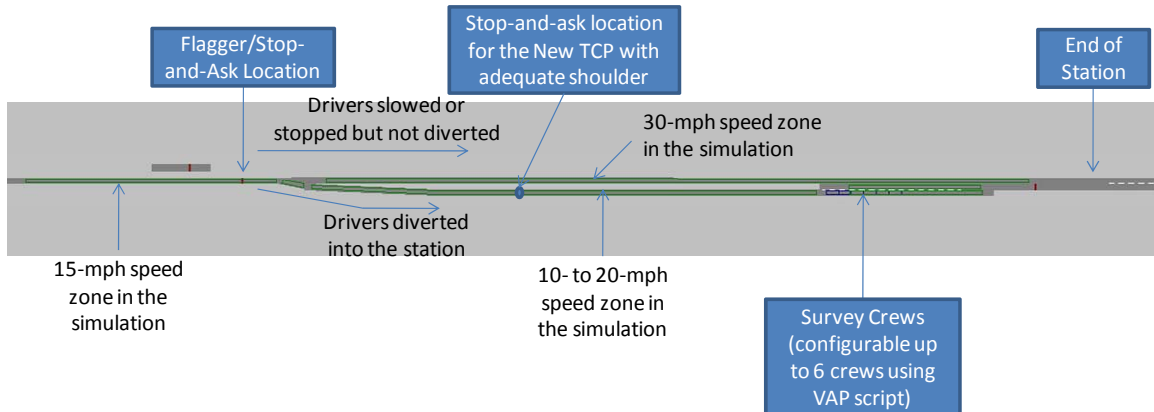 Flagger/Stop-
and-Ask Location
Stop-and-ask location
for the New TCP with
adequate shoulder
End of
Station
Drivers slowed or
stopped but not diverted
30-mph speed zone
in the simulation
Drivers diverted
into the station
15-mph speed
zone in the
simulation
10- to 20-mph
speed zone in
the simulation
Survey Crews
(configurable up
to 6 crews using
VAP script)